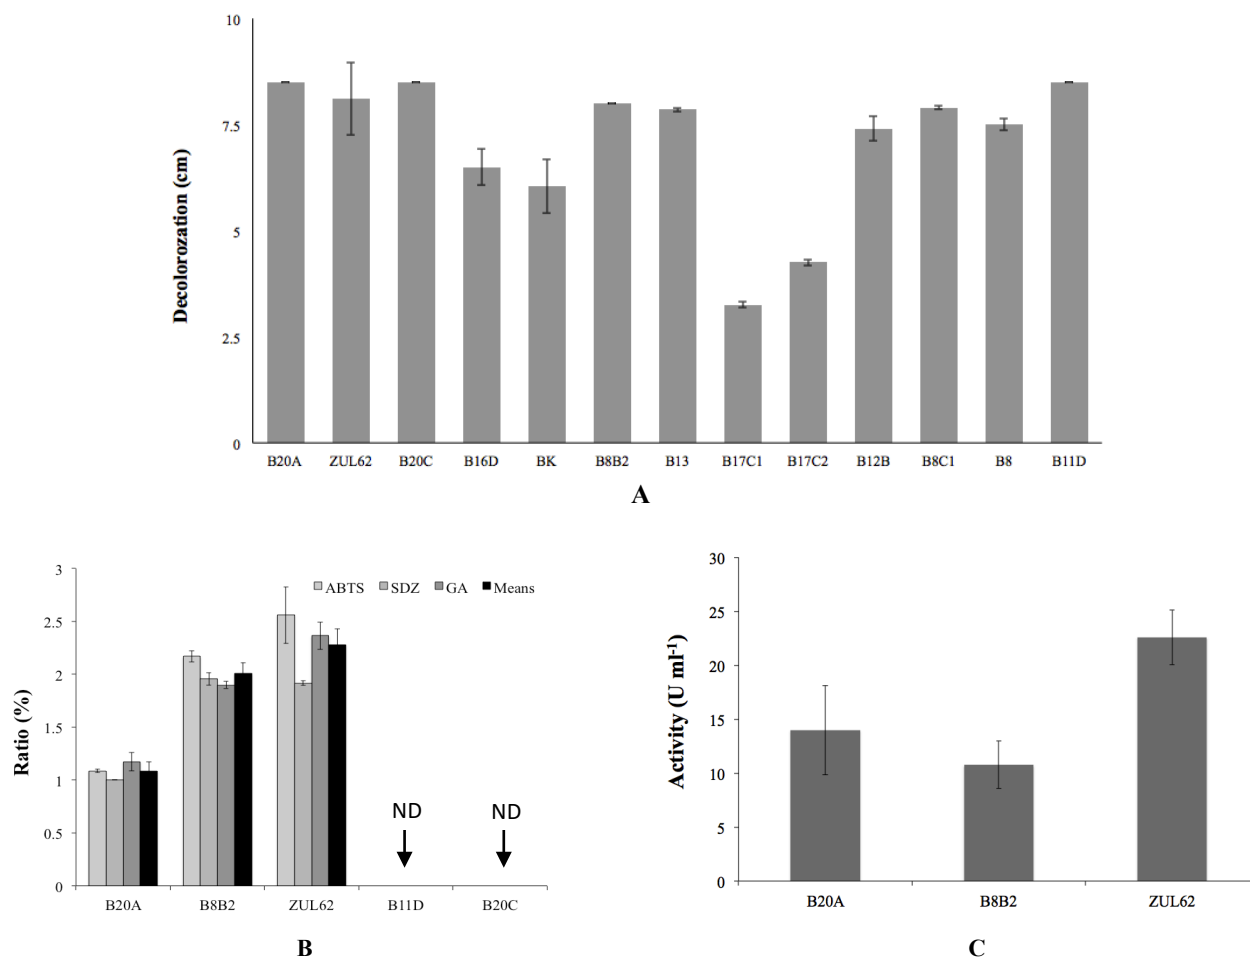 10
7.5
5
2.5
0
Decolorozation (cm)
B20A ZUL62 B20C B16D BK B8B2 B13 B17C1 B17C2 B12B B8C1 B8 B11D
A
3
2.5
2
1.5
1
0.5
0
Ratio (%)
ABTS SDZ GA Means
ND ND
B20A B8B2 ZUL62 B11D B20C
B
30
25
20
15
10
5
0
Activity (U ml-1)
B20A B8B2 ZUL62
C